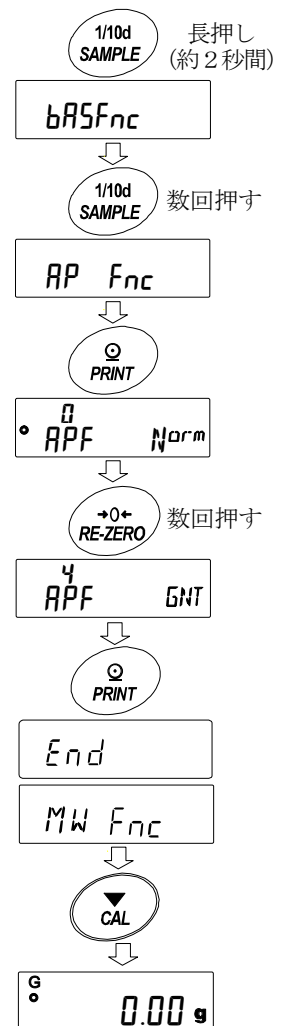 1/10d
SAMPLE
長押し
(約２秒間)
bASFnc
1/10d
SAMPLE
数回押す
AP Fnc
PRINT
0
APF Norm
→0←
RE-ZERO
数回押す
4
APF GNT
PRINT
End
MW Fnc
CAL
G
0.00 g